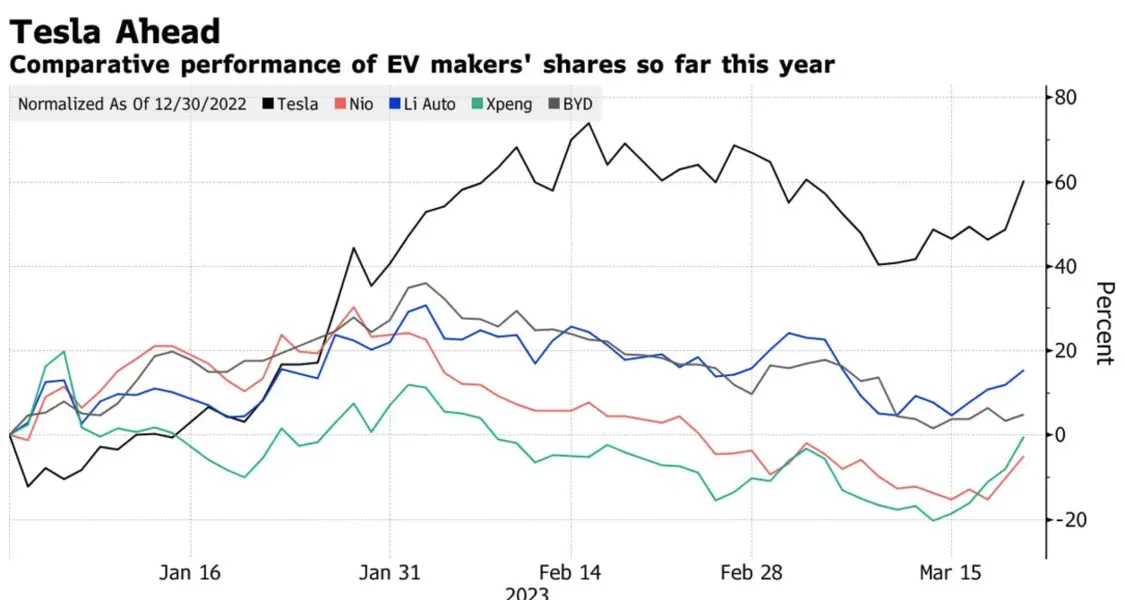 Tesla Ahead
Comparative performance of EV makers' shares so far this year
Normalized As Of 12/30/2022 Tesla Nio Li Auto Xpeng BYD
80
60
40
20
0
-20
Percent
Jan 16 Jan 31 Feb 14 Feb 28 Mar 15
2023